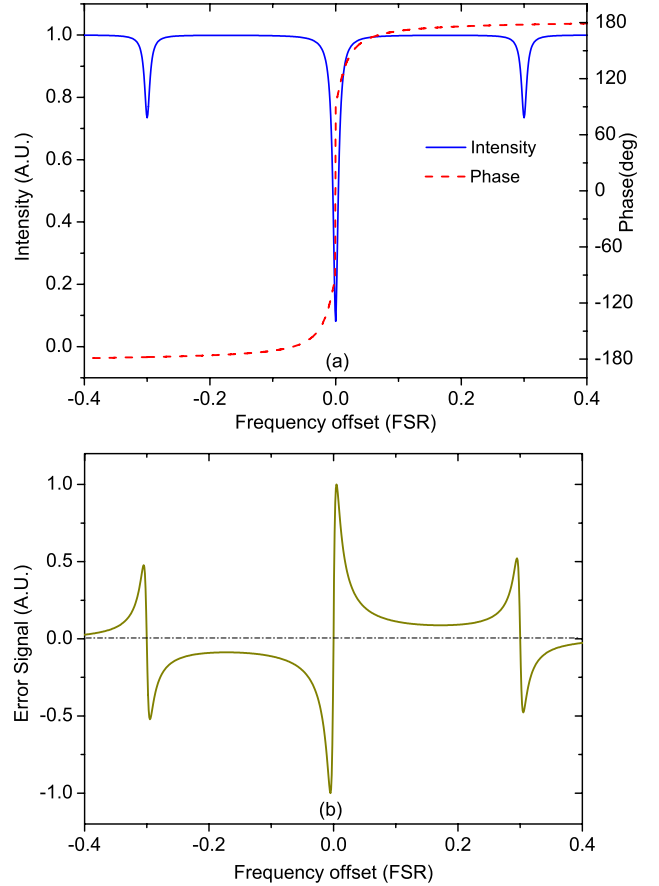 1.0
0.8
0.6
0.4
0.2
0.0
Intensity (A.U.)
180
120
60
0
-60
-120
-180
Phase(deg)
Intensity
Phase
(a)
-0.4 -0.2 0.0 0.2 0.4
Frequency offset (FSR)
1.0
0.5
0.0
-0.5
-1.0
Error Signal (A.U.)
(b)
-0.4 -0.2 0.0 0.2 0.4
Frequency offset (FSR)